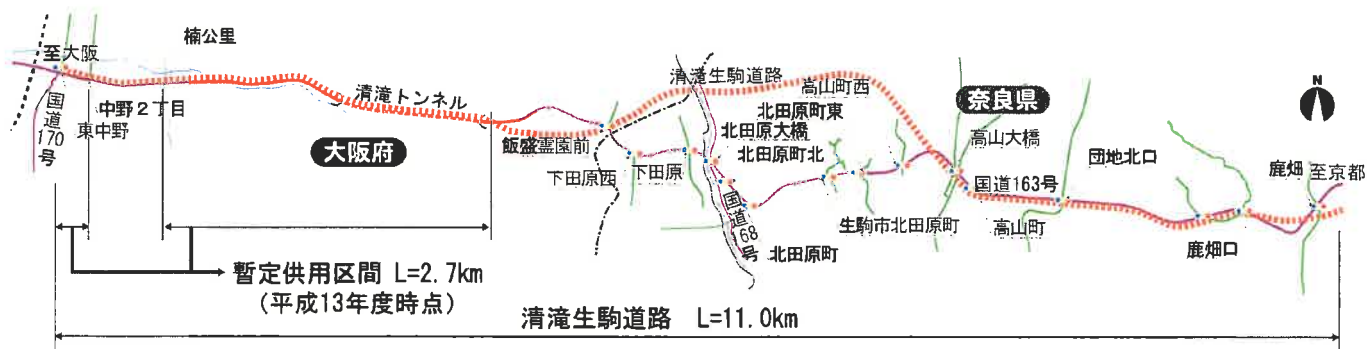 楠公里
至大阪
国道170号
中野２丁目
東中野
清滝トンネル
大阪府
飯盛霊園前
清滝生駒道路
高山町西
北田原町東
北田原大橋
北田原町北
下田原西
下田原
国道68号
北田原町
奈良県
高山大橋
団地北口
国道163号
生駒市北田原町
高山町
鹿畑
至京都
鹿畑口
N
暫定供用区間 L=2.7km
（平成13年度時点）
清滝生駒道路 L=11.0km